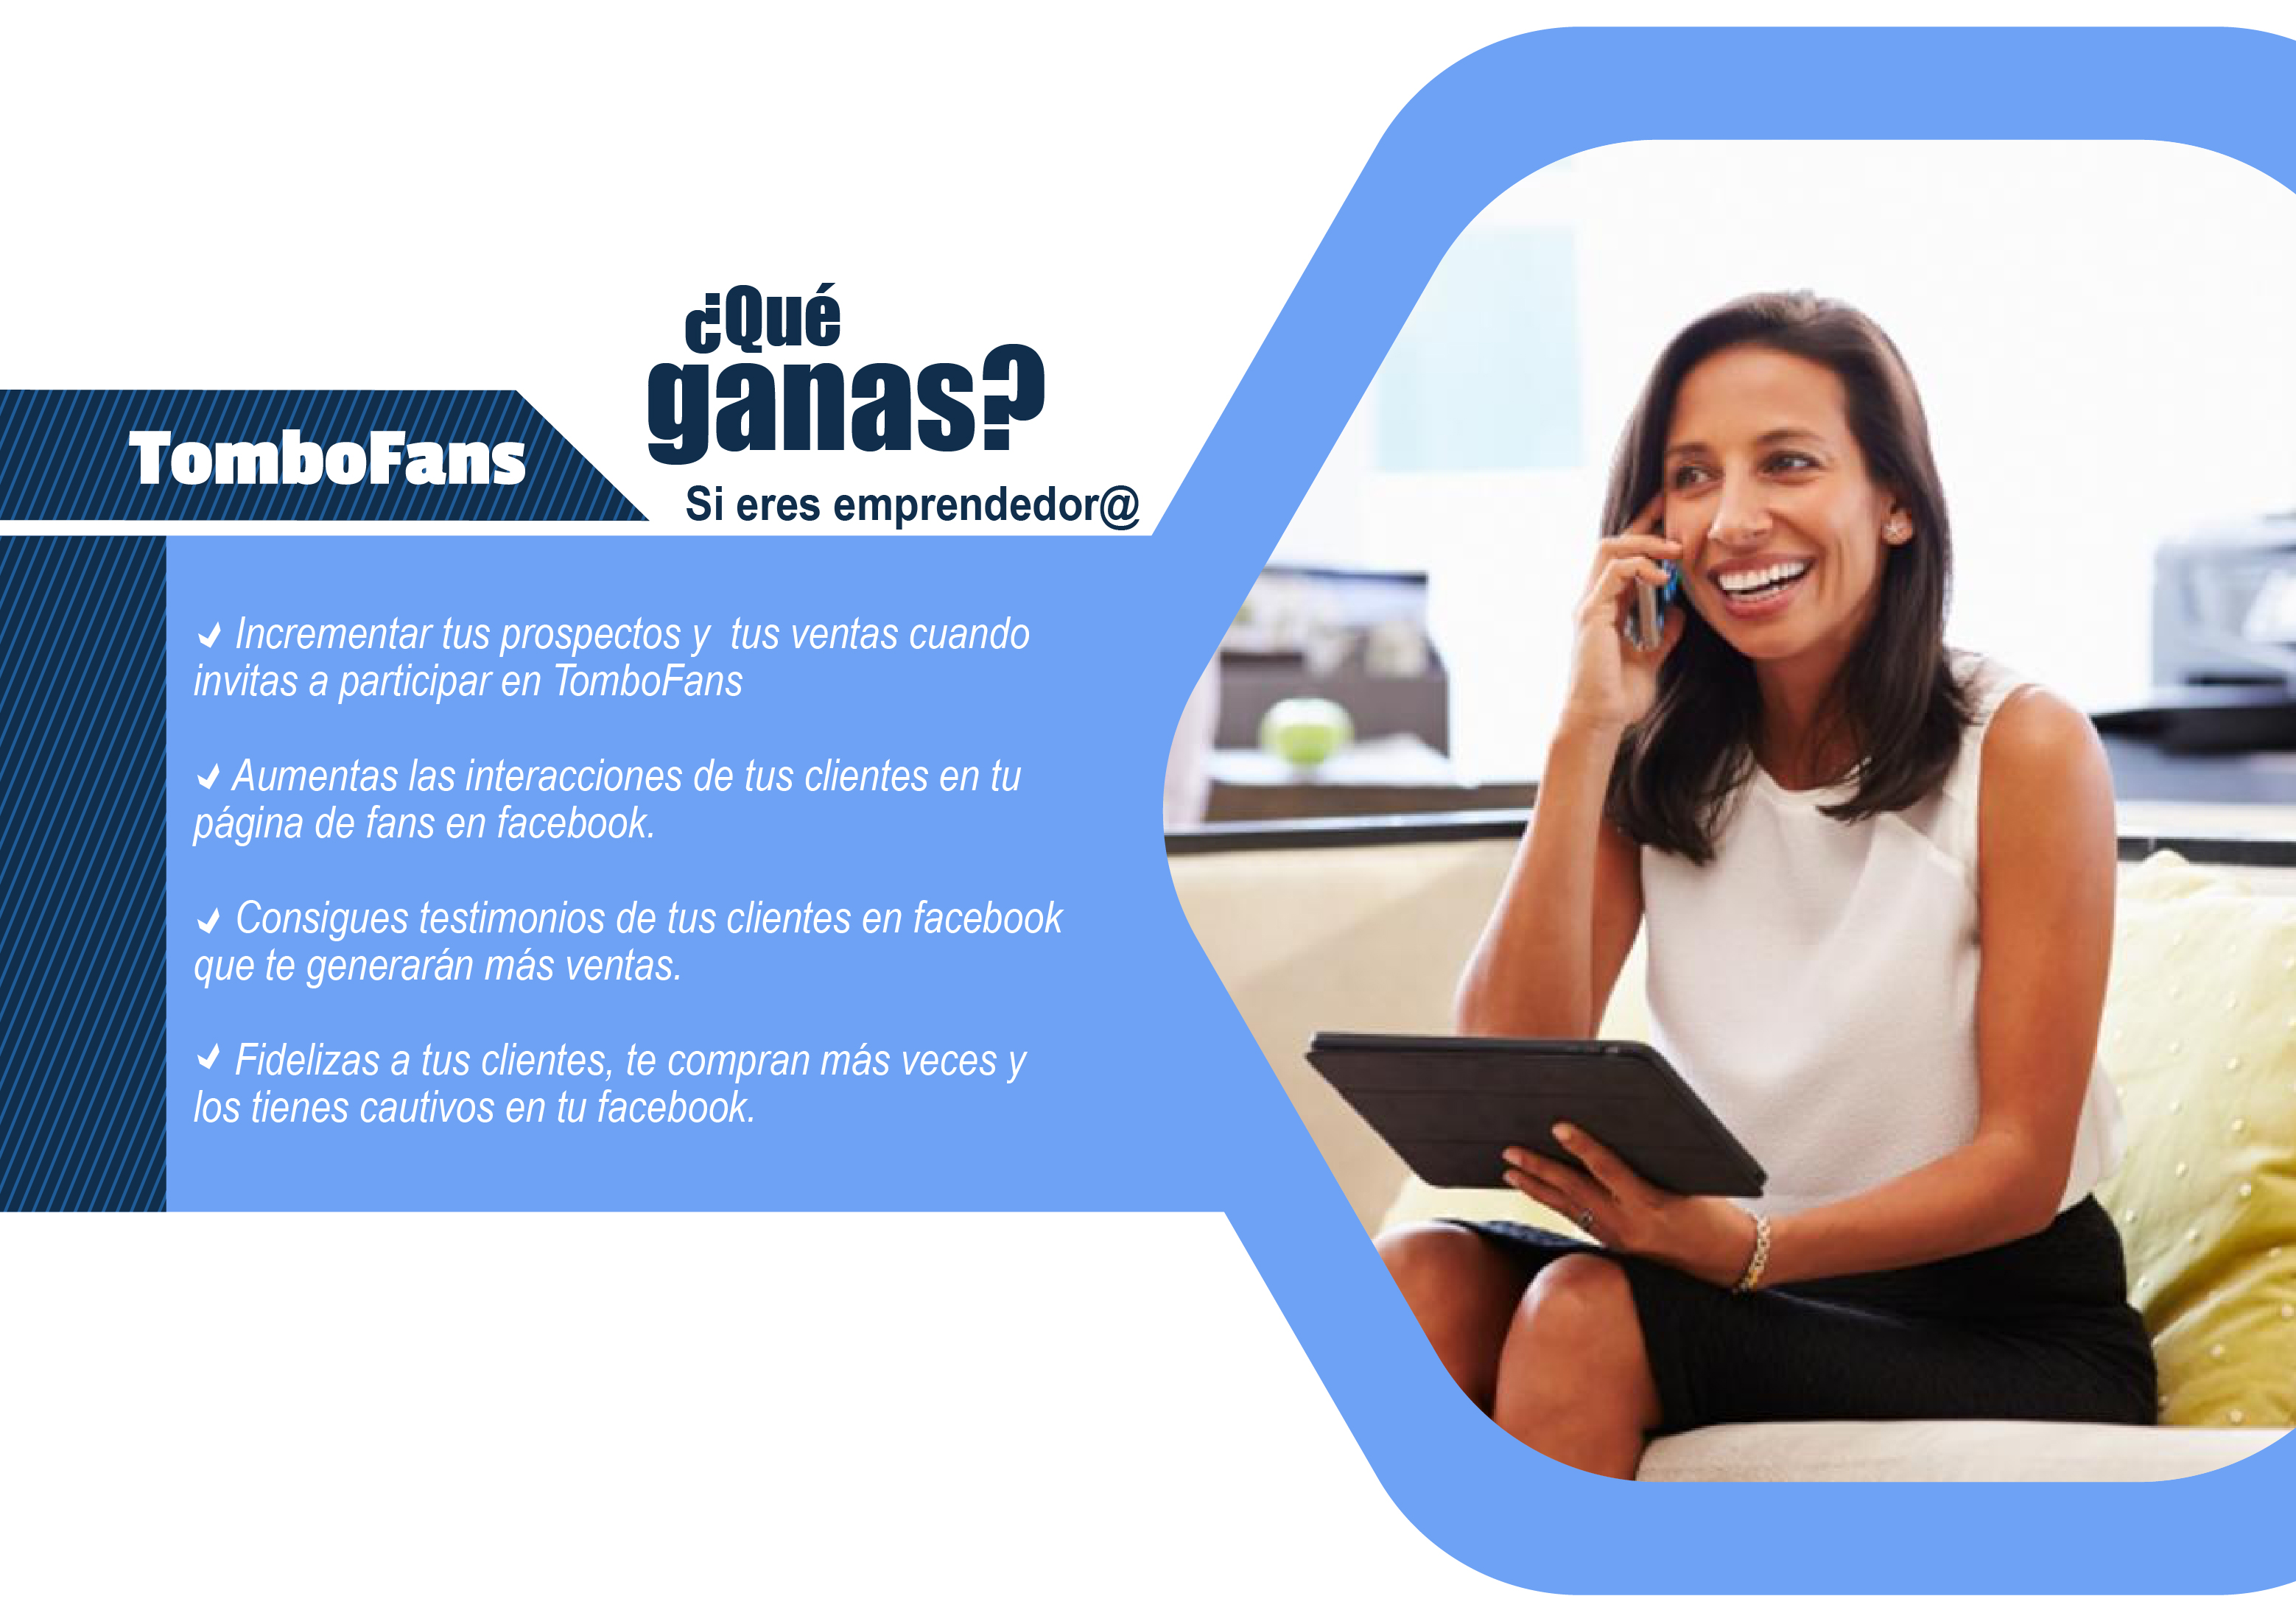 ¿Qué
ganas?
TomboFans
Si eres emprendedor@
✔ Incrementar tus prospectos y  tus ventas cuando
invitas a participar en TomboFans
✔ Aumentas las interacciones de tus clientes en tu
página de fans en facebook.
✔ Consigues testimonios de tus clientes en facebook
que te generarán más ventas.
✔ Fidelizas a tus clientes, te compran más veces y
los tienes cautivos en tu facebook.